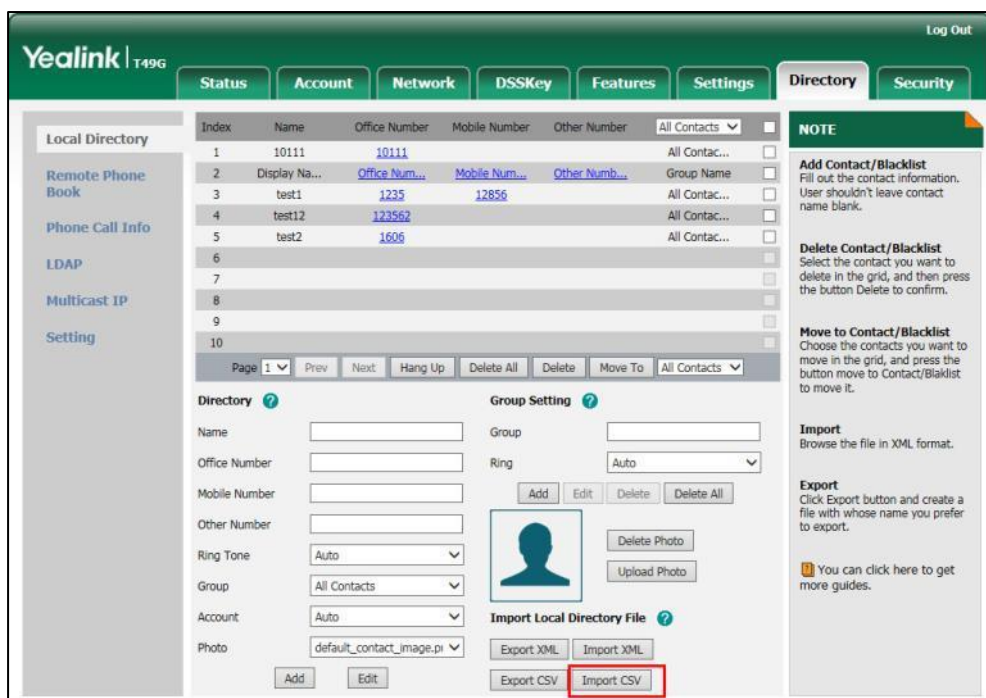 Log Out
Yealink | T49G
Status Account Network DSSKey Features Settings Directory Security
Local Directory
Remote Phone
Book
Phone Call Info
LDAP
Multicast IP
Setting
Index Name Office Number Mobile Number Other Number All Contacts
1 10111 10111 All Contac...
2 Display Na... Office Num... Mobile Num... Other Numb... Group Name
3 test1 1235 12856 All Contac...
4 test12 123562 All Contac...
5 test2 1606 All Contac...
6
7
8
9
10
Page 1 Prev Next Hang Up Delete All Delete Move To All Contacts
Directory ?
Name
Office Number
Mobile Number
Other Number
Ring Tone Auto
Group All Contacts
Account Auto
Photo default_contact_image.p
Add Edit
Group Setting ?
Group
Ring Auto
Add Edit Delete Delete All
Delete Photo
Upload Photo
Import Local Directory File ?
Export XML Import XML
Export CSV Import CSV
NOTE
Add Contact/Blacklist
Fill out the contact information.
User shouldn't leave contact
name blank.
Delete Contact/Blacklist
Select the contact you want to
delete in the grid, and then press
the button Delete to confirm.
Move to Contact/Blacklist
Choose the contacts you want to
move in the grid, and press the
button move to Contact/Blaklist
to move it.
Import
Browse the file in XML format.
Export
Click Export button and create a
file with whose name you prefer
to export.
You can click here to get
more guides.